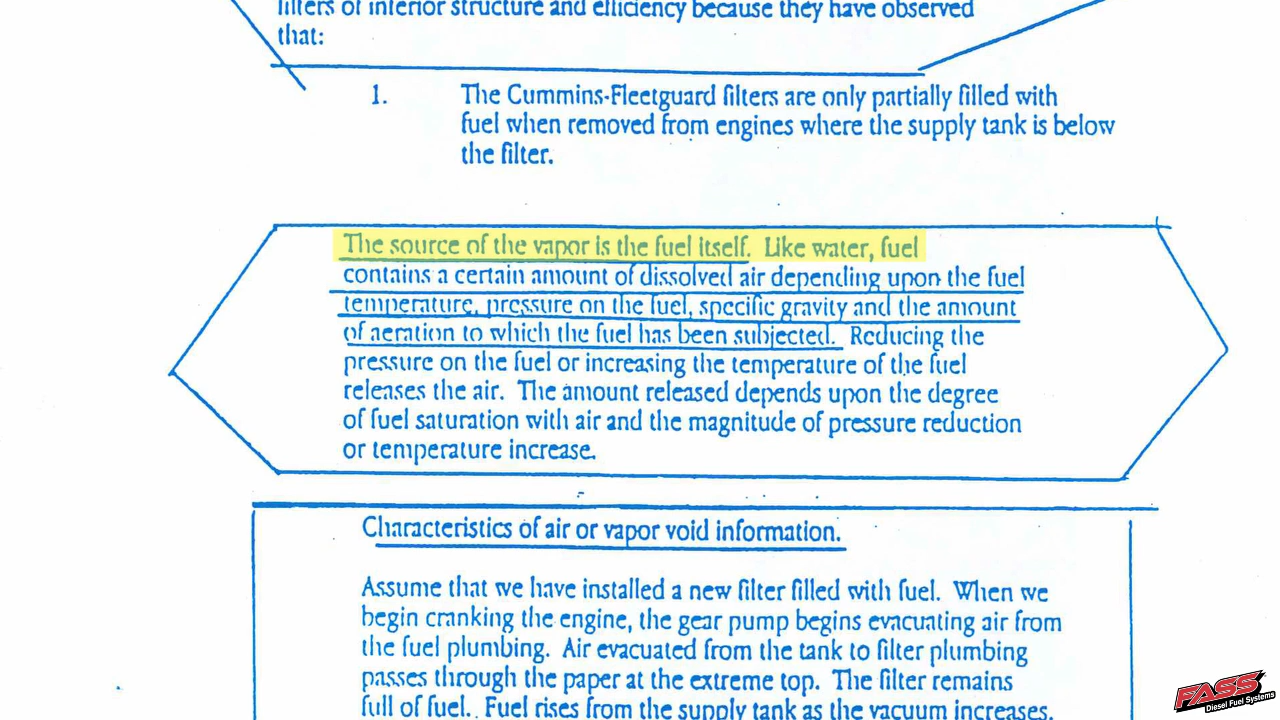 filters of inferior structure and efficiency because they have observed
that:
1. The Cummins-Fleetguard filters are only partially filled with
fuel when removed from engines where the supply tank is below
the filter.
The source of the vapor is the fuel itself. Like water, fuel
contains a certain amount of dissolved air depending upon the fuel
temperature, pressure on the fuel, specific gravity and the amount
of aeration to which the fuel has been subjected. Reducing the
pressure on the fuel or increasing the temperature of the fuel
releases the air. The amount released depends upon the degree
of fuel saturation with air and the magnitude of pressure reduction
or temperature increase.
Characteristics of air or vapor void information.
Assume that we have installed a new filter filled with fuel. When we
begin cranking the engine, the gear pump begins evacuating air from
the fuel plumbing. Air evacuated from the tank to filter plumbing
passes through the paper at the extreme top. The filter remains
full of fuel. Fuel rises from the supply tank as the vacuum increases.
FASS
Diesel Fuel Systems